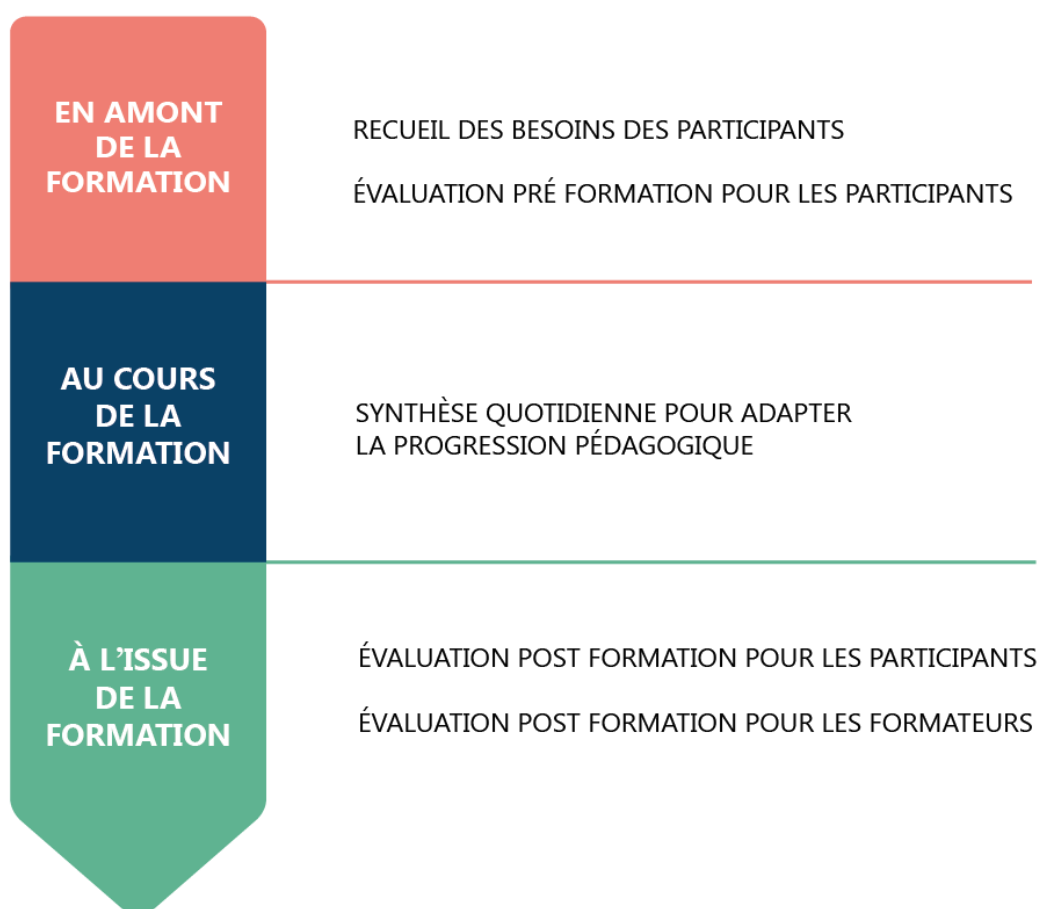 EN AMONT
DE LA
FORMATION
RECUEIL DES BESOINS DES PARTICIPANTS
ÉVALUATION PRÉ FORMATION POUR LES PARTICIPANTS
AU COURS
DE LA
FORMATION
SYNTHÈSE QUOTIDIENNE POUR ADAPTER
LA PROGRESSION PÉDAGOGIQUE
À L’ISSUE
DE LA
FORMATION
ÉVALUATION POST FORMATION POUR LES PARTICIPANTS
ÉVALUATION POST FORMATION POUR LES FORMATEURS